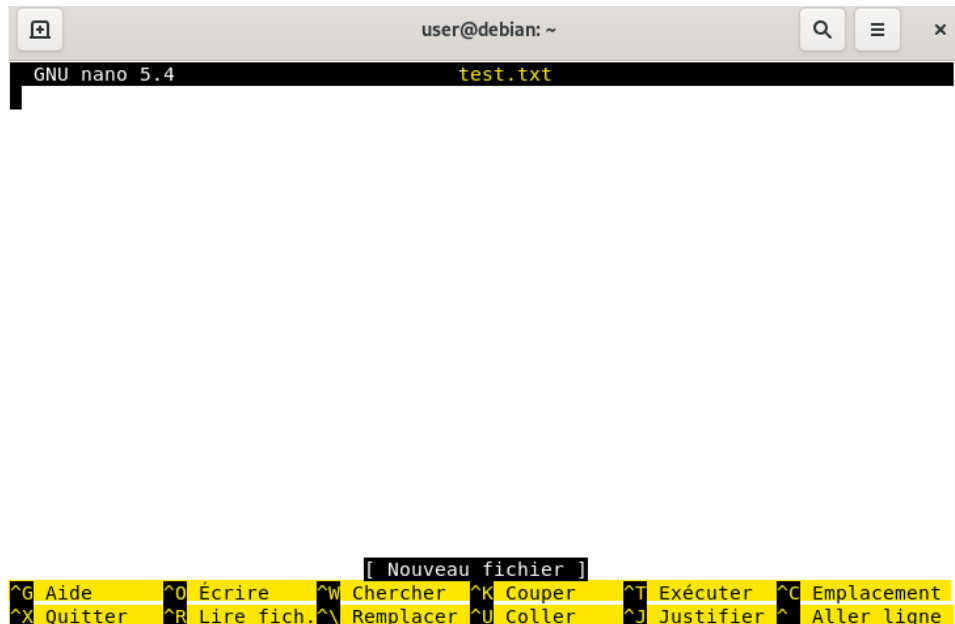 user@debian: ~
GNU nano 5.4 test.txt
[ Nouveau fichier ]
^G Aide ^O Écrire ^W Chercher ^K Couper ^T Exécuter ^C Emplacement
^X Quitter ^R Lire fich. ^\ Remplacer ^U Coller ^J Justifier ^ Aller ligne